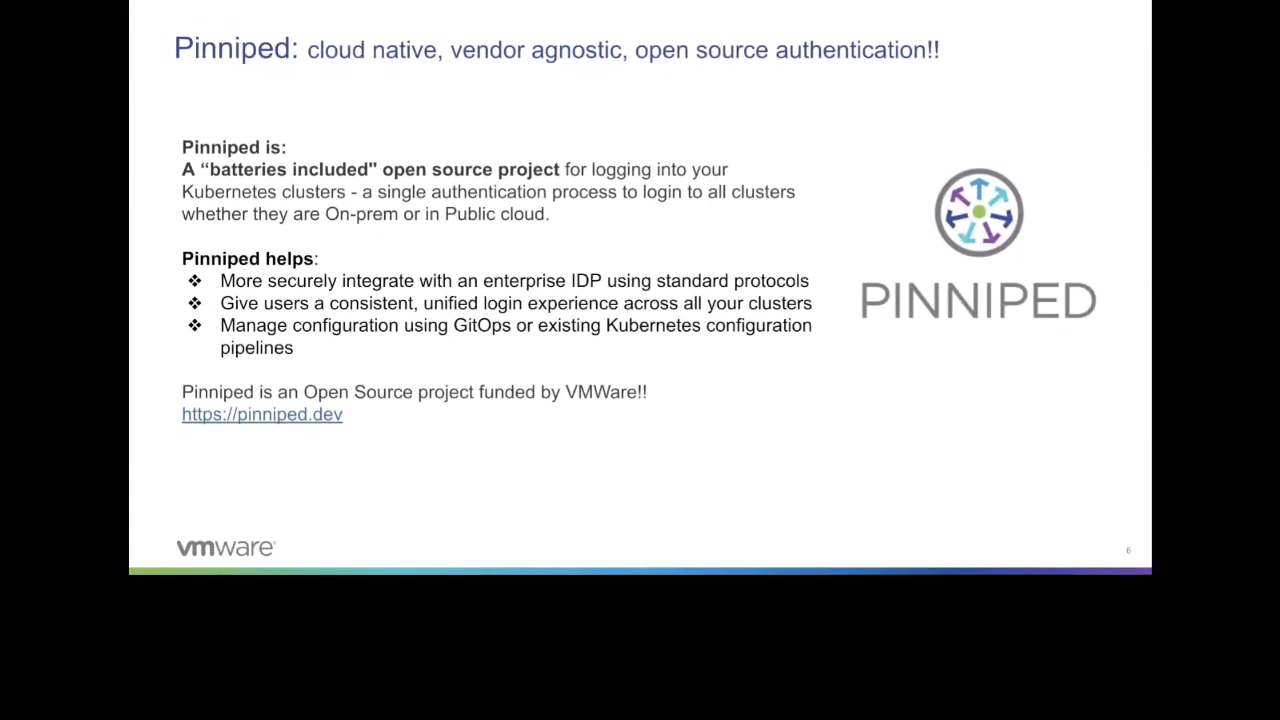 Pinniped: cloud native, vendor agnostic, open source authentication!!
Pinniped is:
A “batteries included" open source project for logging into your
Kubernetes clusters - a single authentication process to login to all clusters
whether they are On-prem or in Public cloud.
Pinniped helps:
❖ More securely integrate with an enterprise IDP using standard protocols
❖ Give users a consistent, unified login experience across all your clusters
❖ Manage configuration using GitOps or existing Kubernetes configuration
pipelines
Pinniped is an Open Source project funded by VMWare!!
https://pinniped.dev
PINNIPED
vmware®
6